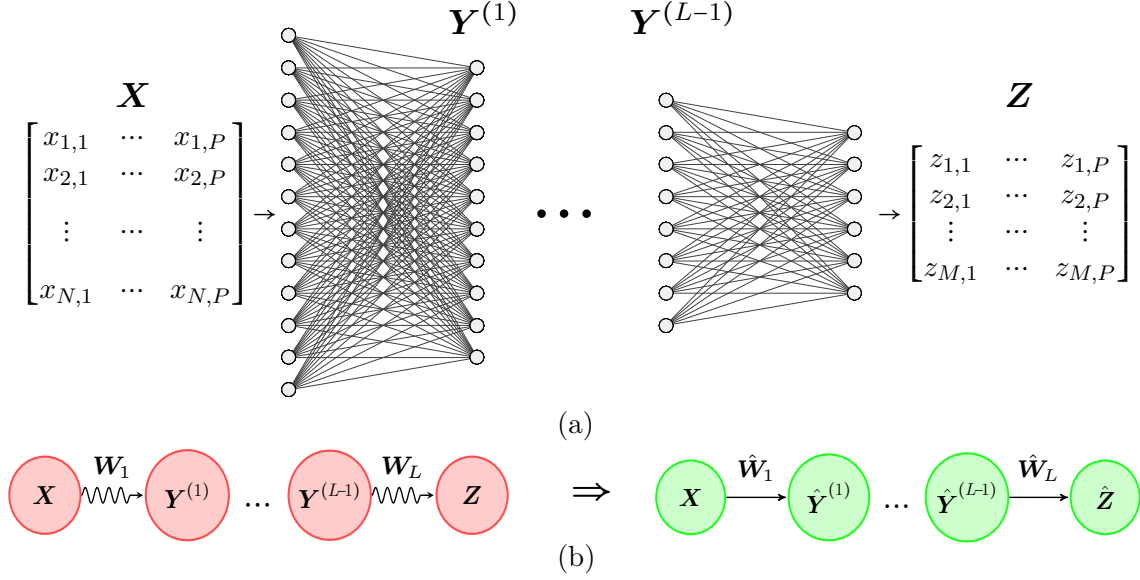 Y^{(1)} Y^{(L-1)}
X Z
x_{1,1} ⋯ x_{1,P}
x_{2,1} ⋯ x_{2,P}
⋮ ⋯ ⋮
x_{N,1} ⋯ x_{N,P}
→ ⋯ →
z_{1,1} ⋯ z_{1,P}
z_{2,1} ⋯ z_{2,P}
⋮ ⋯ ⋮
z_{M,1} ⋯ z_{M,P}
(a)
W_1 W_L Ŵ_1 Ŵ_L
X Y^{(1)} ... Y^{(L-1)} Z ⇒ X Ŷ^{(1)} ... Ŷ^{(L-1)} Ẑ
(b)